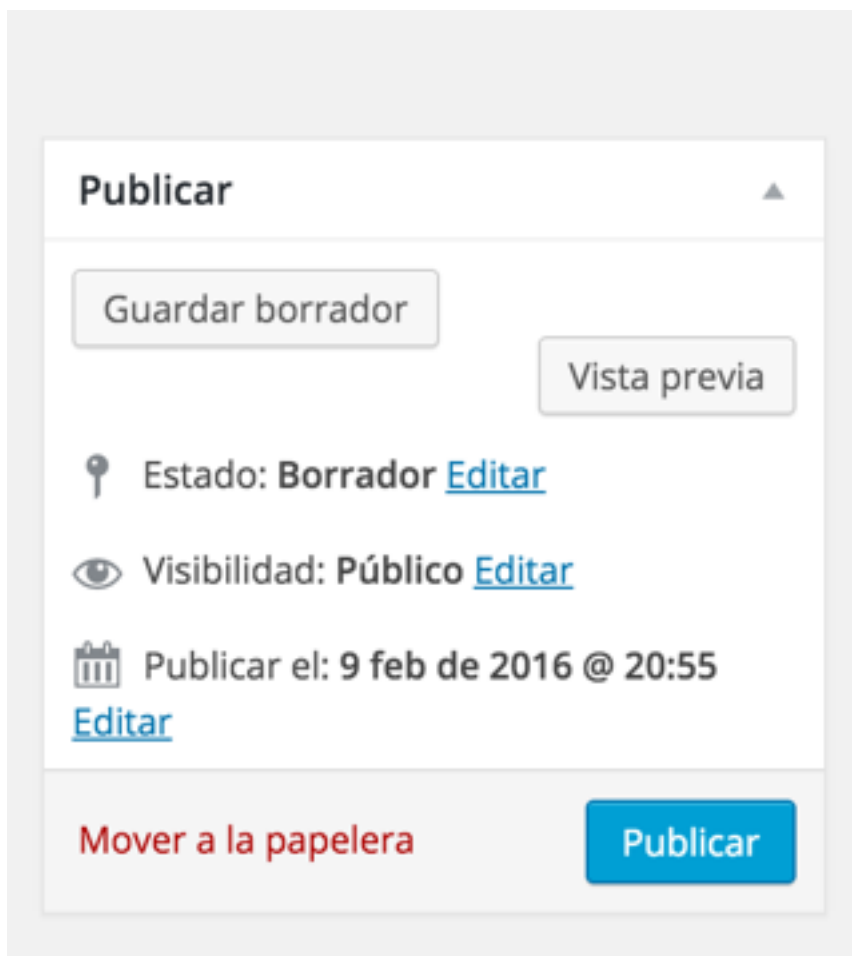 Publicar
Guardar borrador
Vista previa
Estado: Borrador Editar
Visibilidad: Público Editar
Publicar el: 9 feb de 2016 @ 20:55
Editar
Mover a la papelera
Publicar